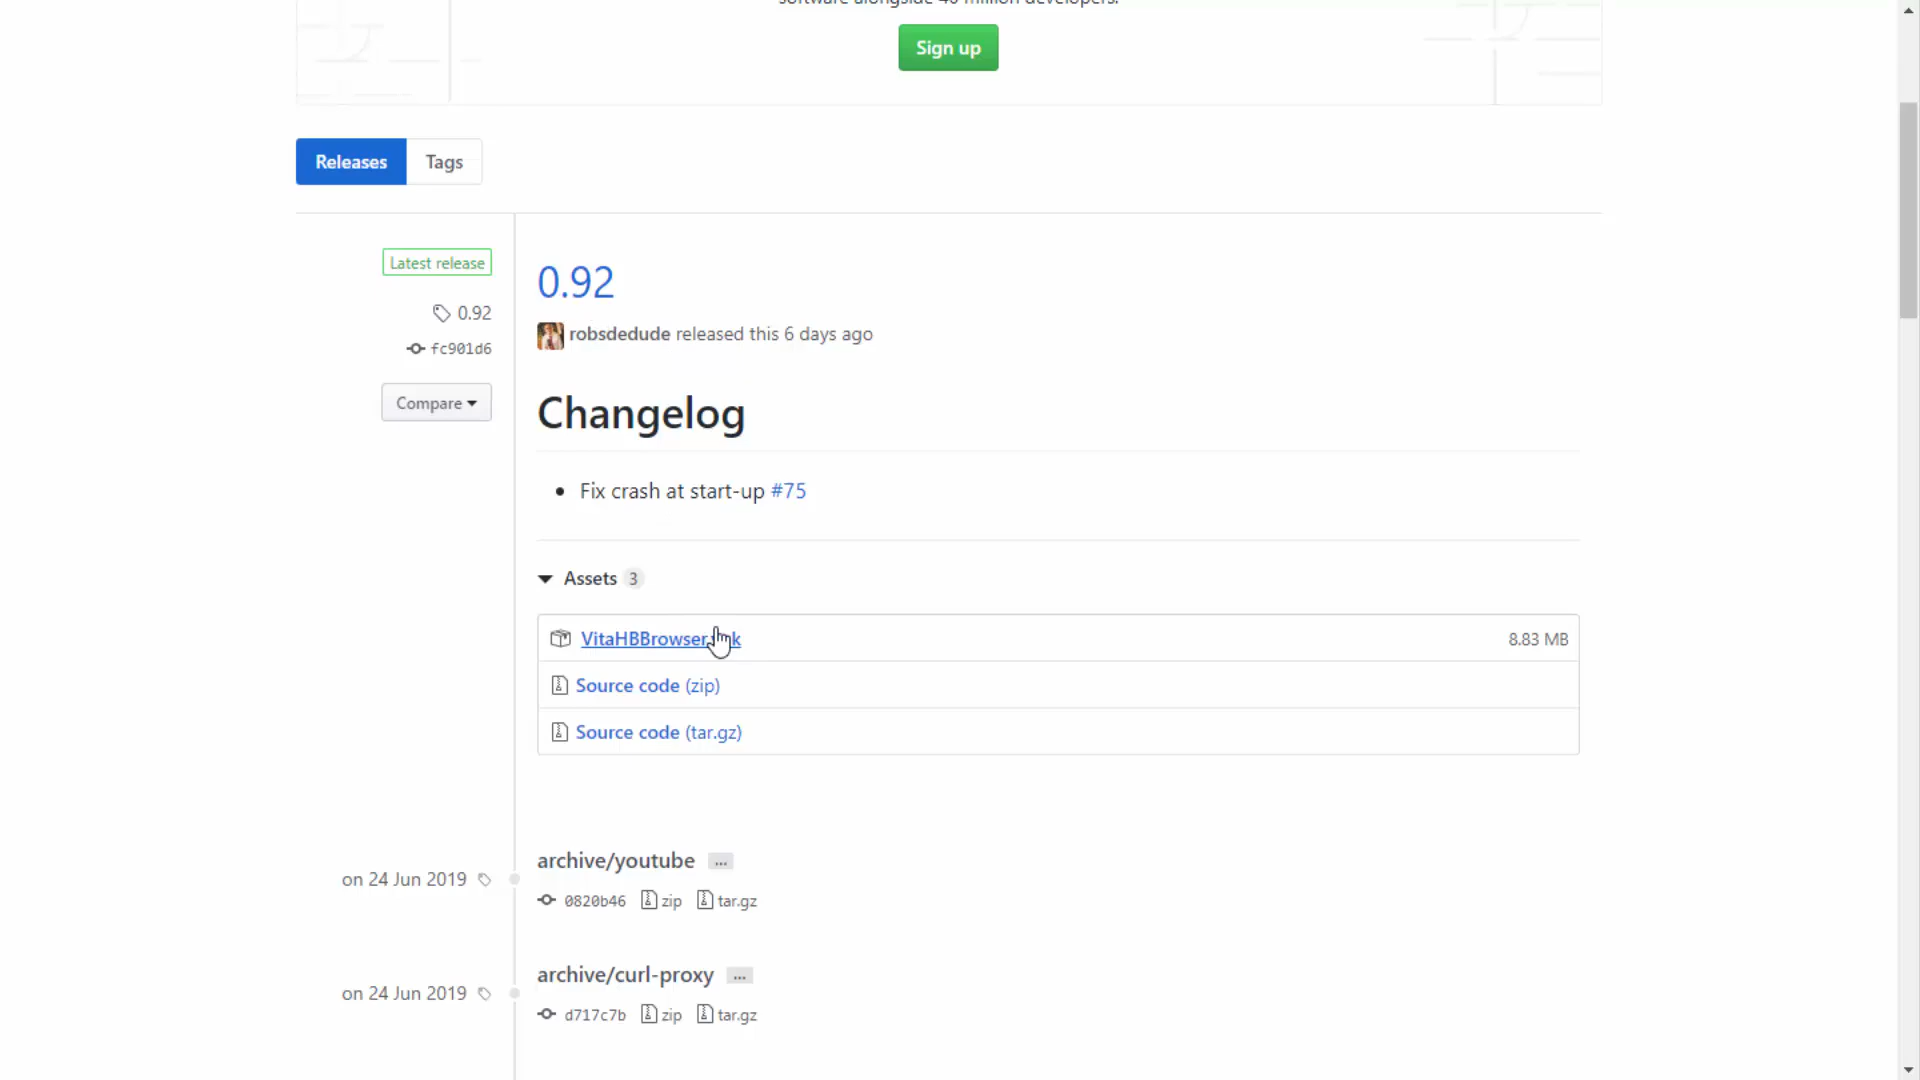 Sign up
Releases
Tags
Latest release
0.92
fc901d6
Compare
0.92
robsdedude released this 6 days ago
Changelog
• Fix crash at start-up #75
Assets 3
8.83 MB
Source code (zip)
Source code (tar.gz)
on 24 Jun 2019
archive/youtube ...
0820b46 zip tar.gz
on 24 Jun 2019
archive/curl-proxy ...
d717c7b zip tar.gz